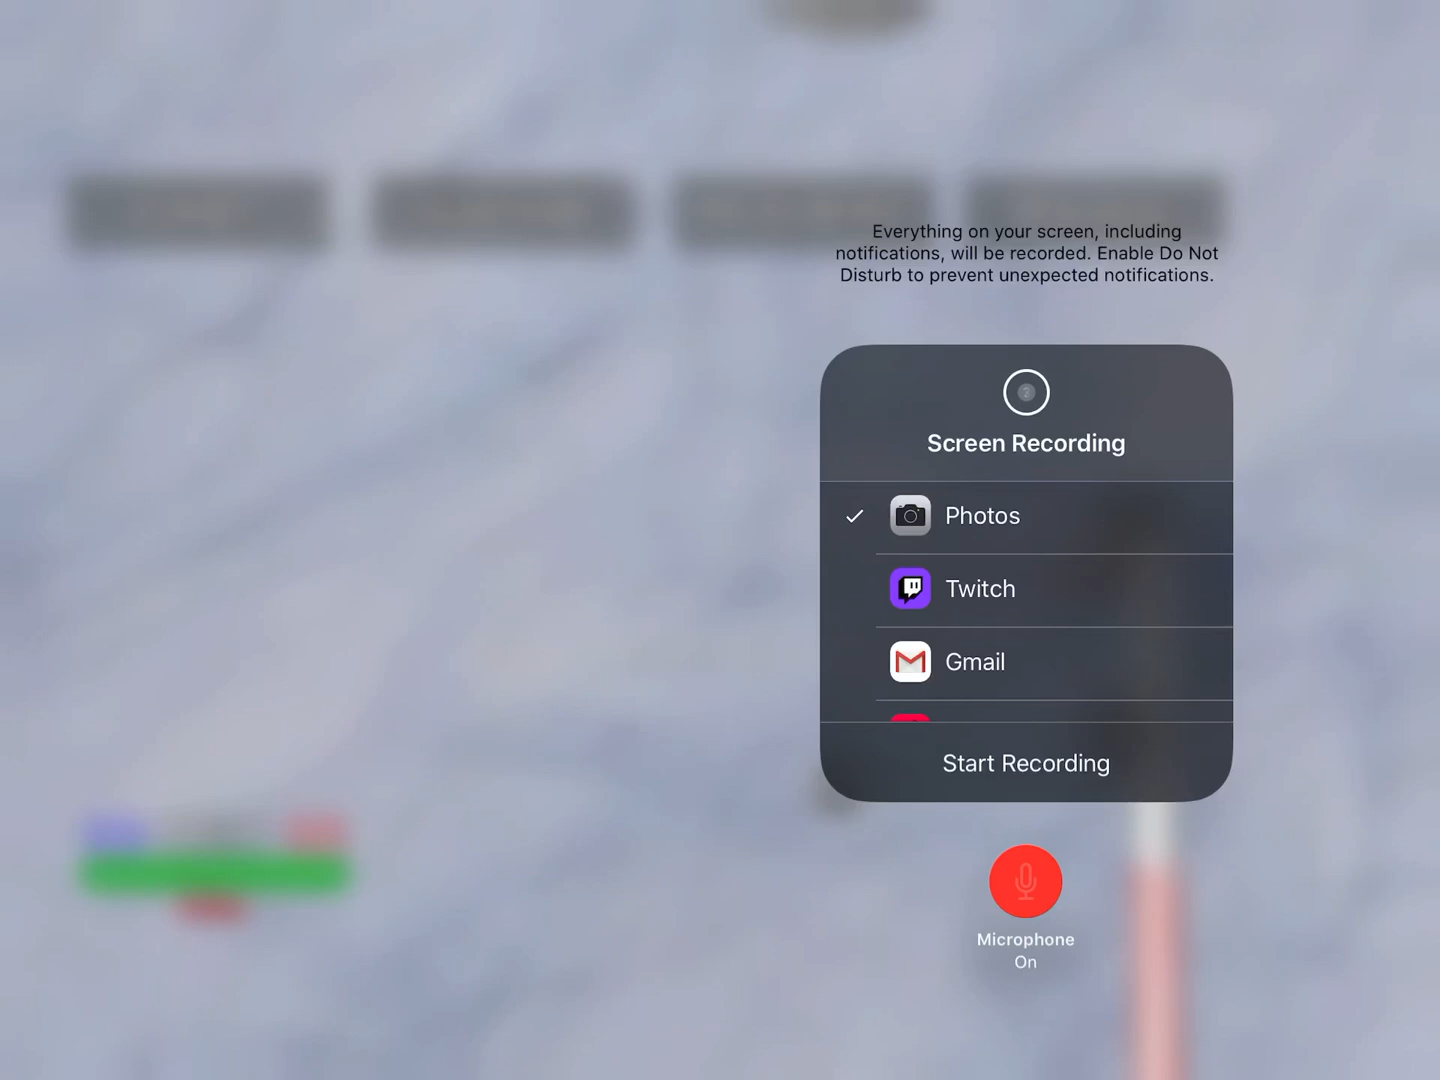 Everything on your screen, including
notifications, will be recorded. Enable Do Not
Disturb to prevent unexpected notifications.
2
Screen Recording
Photos
Twitch
Gmail
Start Recording
Microphone
On